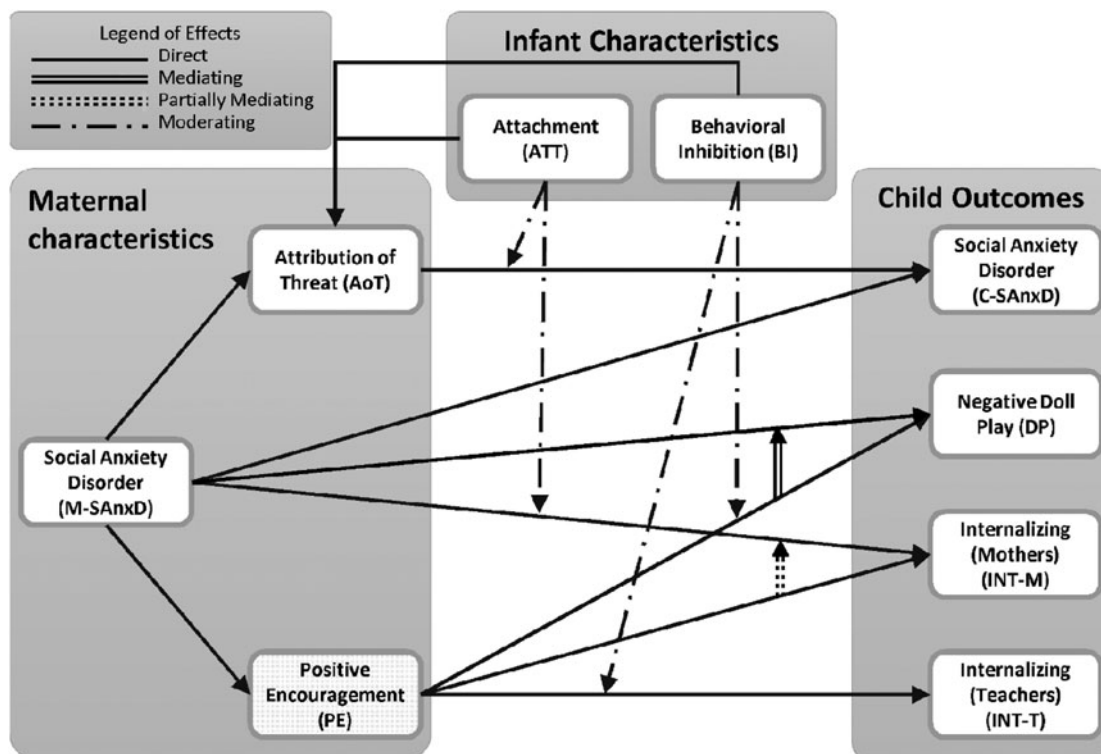 Legend of Effects
Direct
Mediating
Partially Mediating
Moderating
Infant Characteristics
Attachment
(ATT)
Behavioral
Inhibition (BI)
Maternal
characteristics
Attribution of
Threat (AoT)
Social Anxiety
Disorder
(M-SAnxD)
Positive
Encouragement
(PE)
Child Outcomes
Social Anxiety
Disorder
(C-SAnxD)
Negative Doll
Play (DP)
Internalizing
(Mothers)
(INT-M)
Internalizing
(Teachers)
(INT-T)